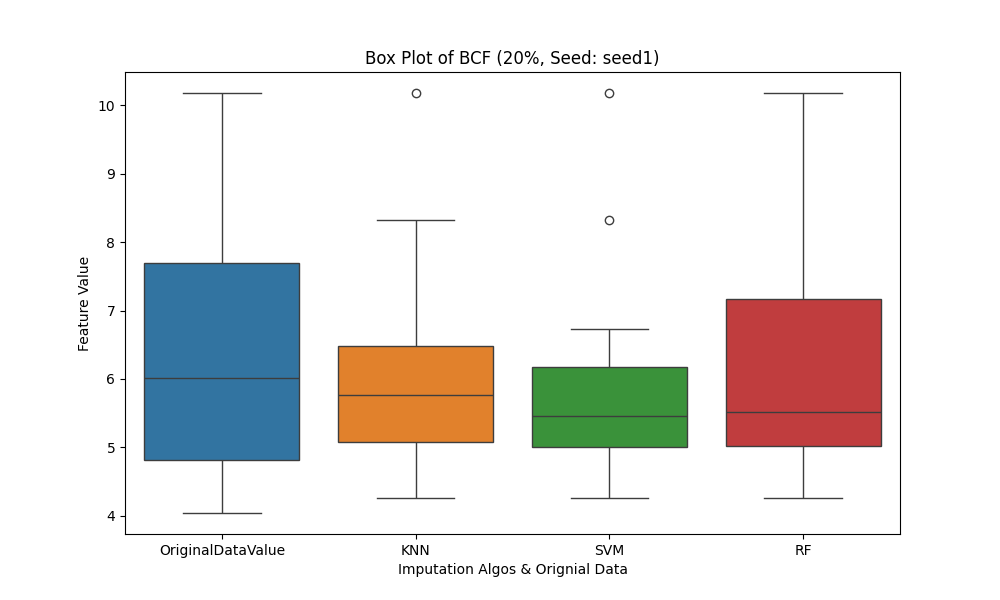 Box Plot of BCF (20%, Seed: seed1)
10
9
8
7
6
5
4
Feature Value
OriginalDataValue
KNN
SVM
RF
Imputation Algos & Orignial Data